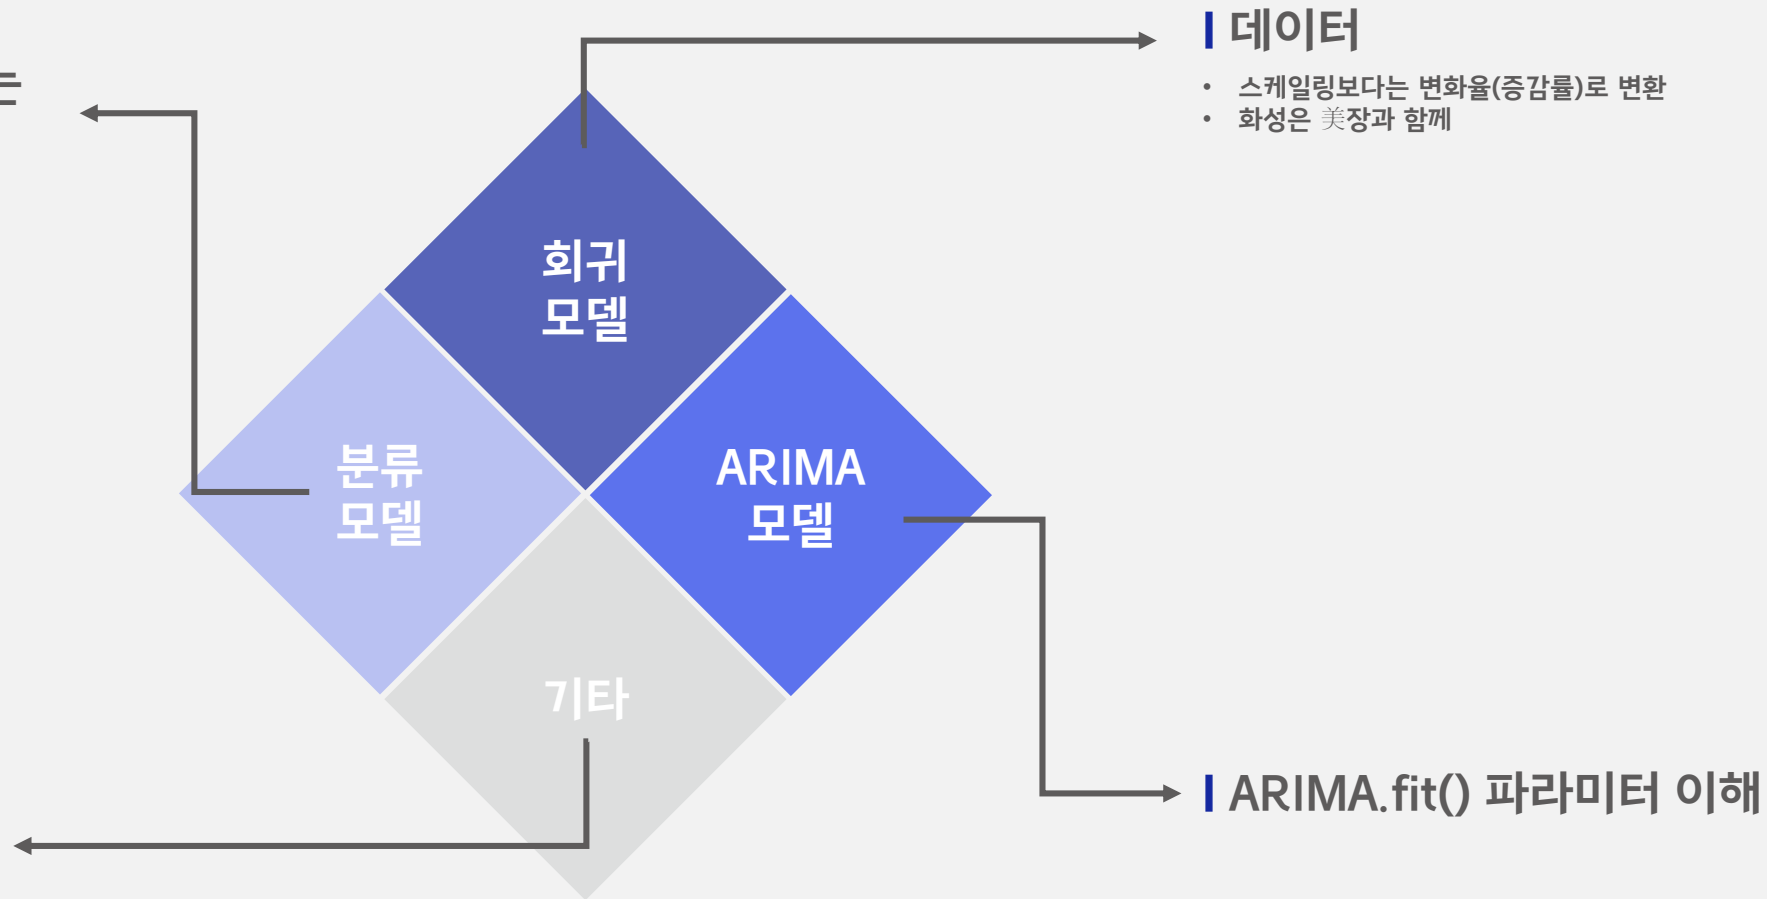 데이터
• 스케일링보다는 변화율(증감률)로 변환
• 화성은 美장과 함께
회귀
모델
분류
모델
ARIMA
모델
기타
ARIMA.fit() 파라미터 이해